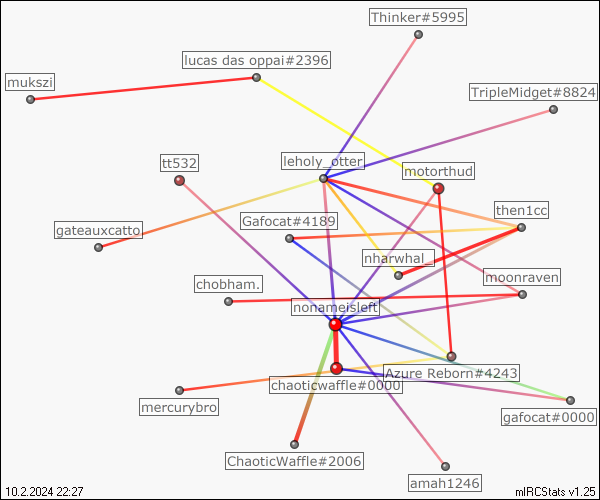 Thinker#5995
lucas das oppai#2396
mukszi
TripleMidget#8824
tt532
leholy_otter
motorthud
then1cc
Gafocat#4189
gateauxcatto
nharwhal_
chobham.
moonraven
nonameisleft
Azure Reborn#4243
chaoticwaffle#0000
mercurybro
gafocat#0000
ChaoticWaffle#2006
amah1246
10.2.2024 22:27
mIRCStats v1.25